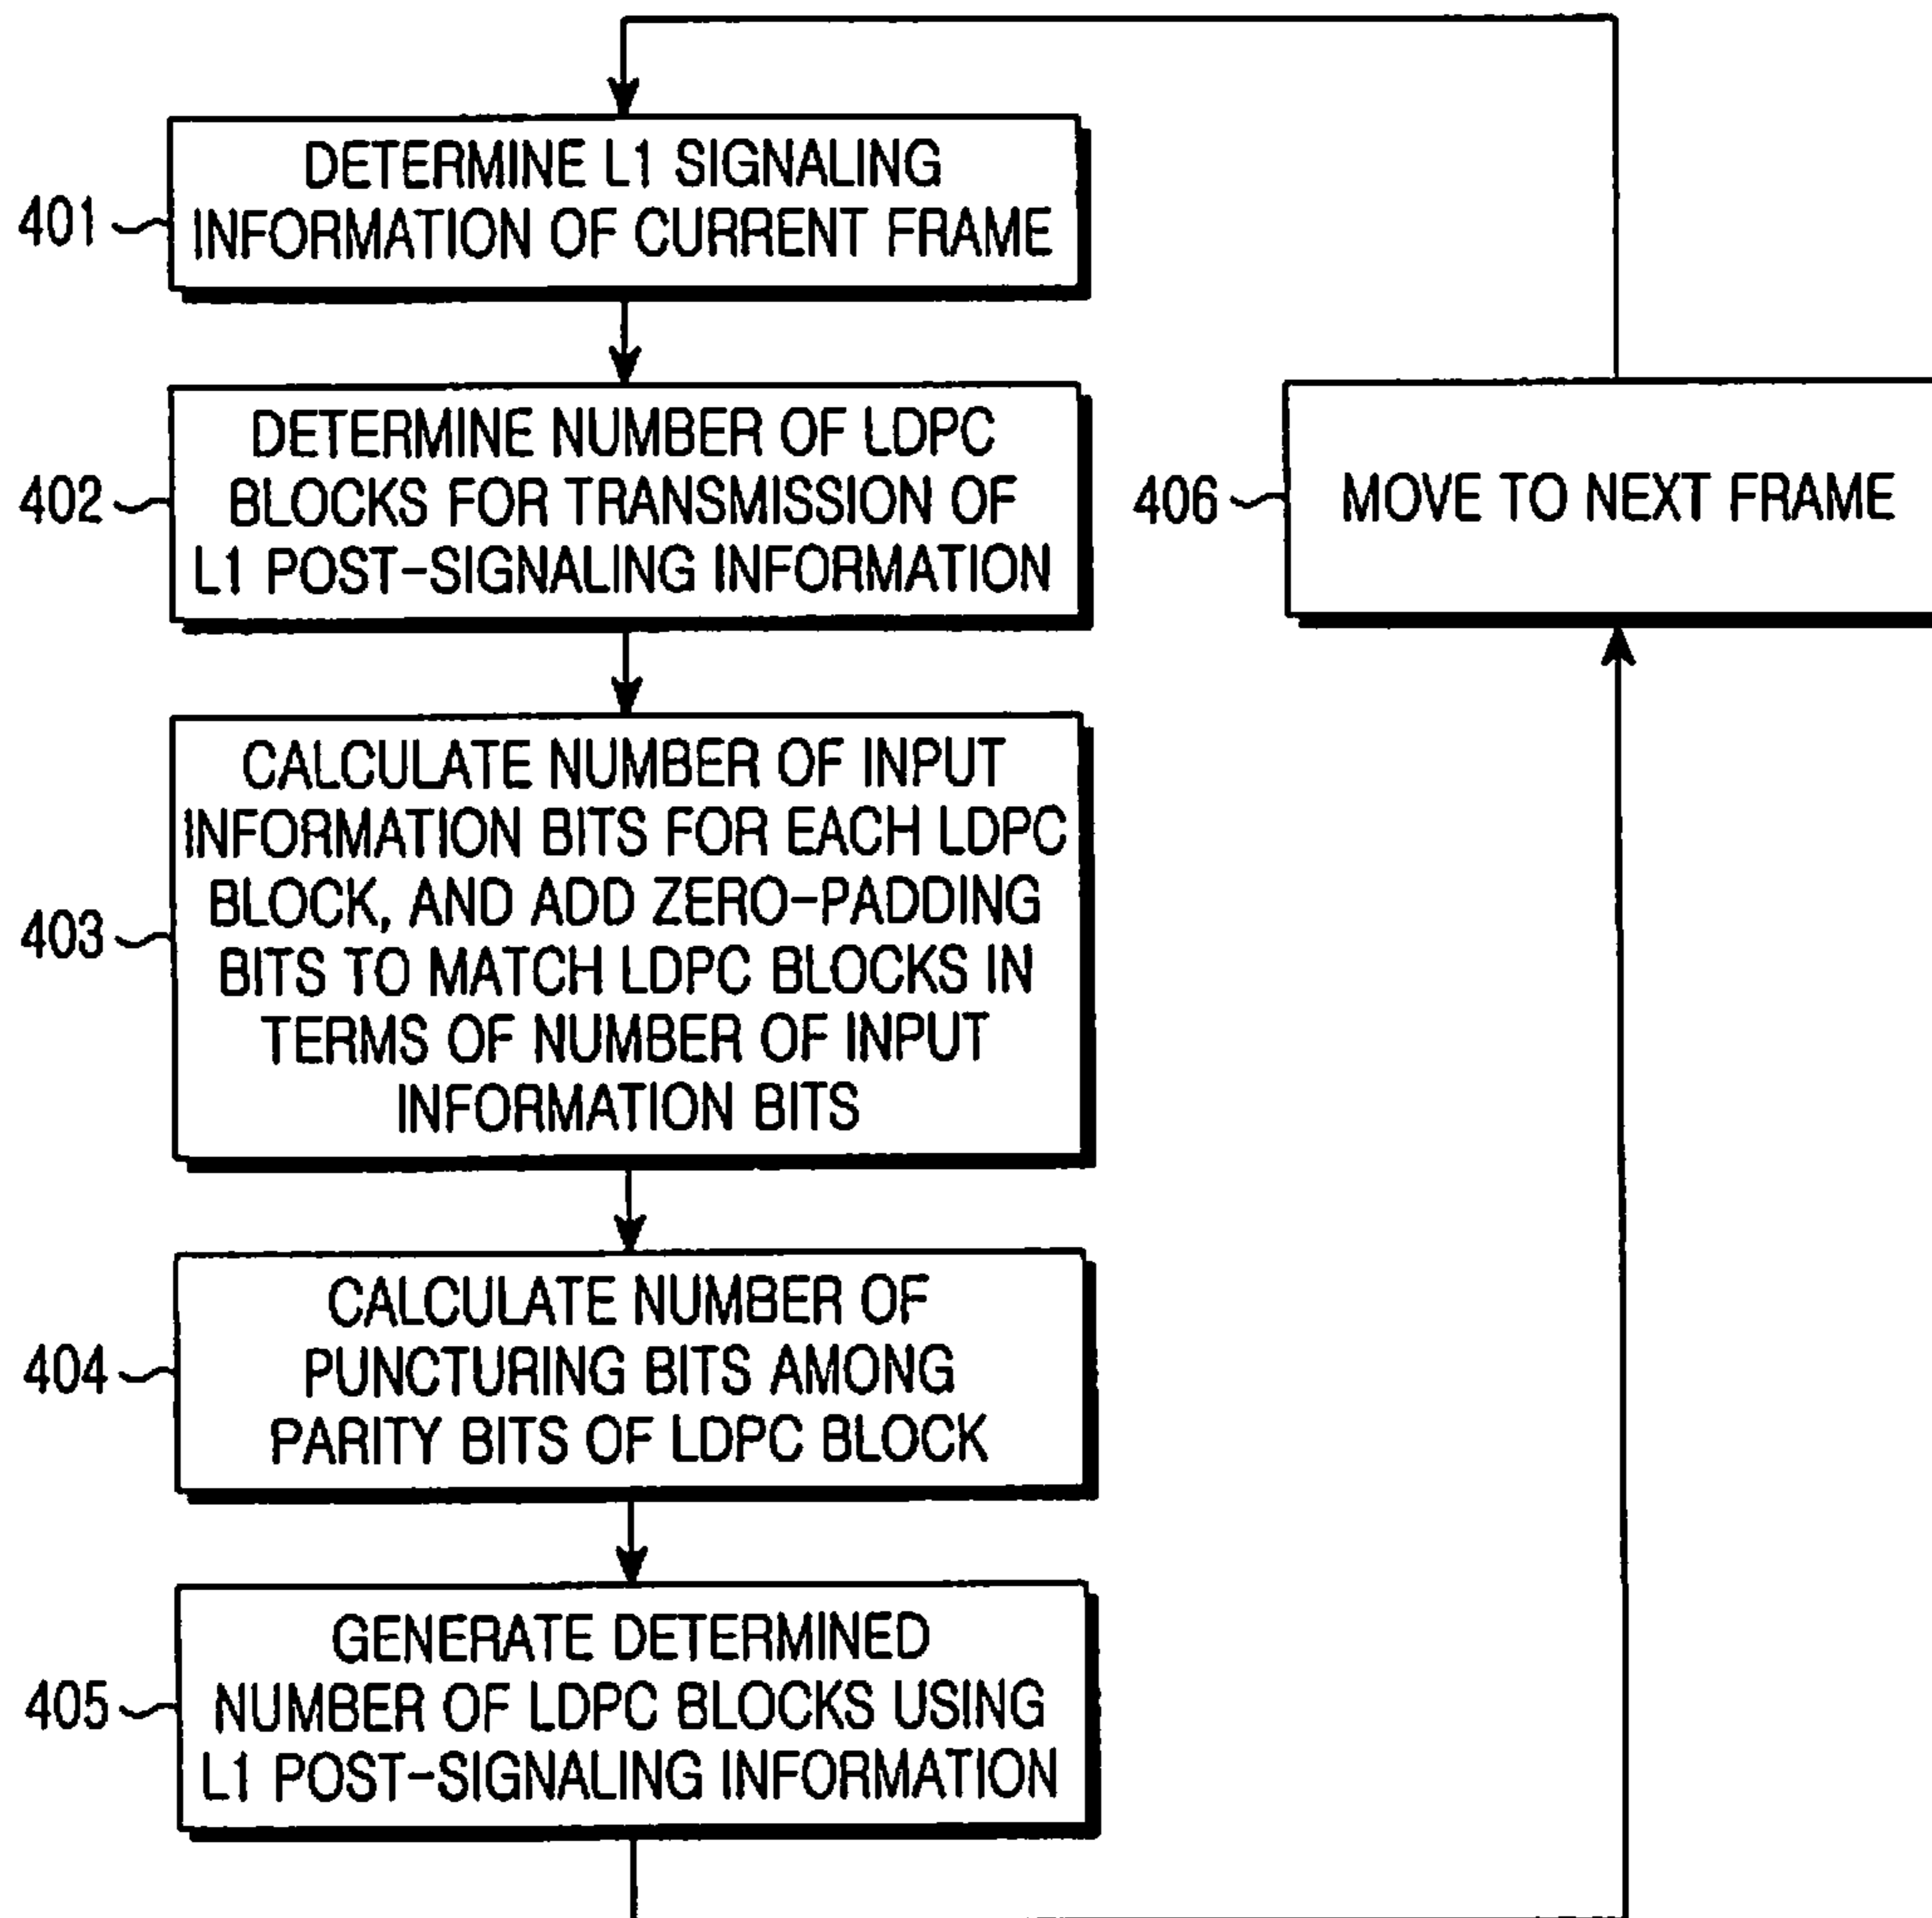 401
DETERMINE L1 SIGNALING
INFORMATION OF CURRENT FRAME
402
DETERMINE NUMBER OF LDPC
BLOCKS FOR TRANSMISSION OF
L1 POST-SIGNALING INFORMATION
406
MOVE TO NEXT FRAME
403
CALCULATE NUMBER OF INPUT
INFORMATION BITS FOR EACH LDPC
BLOCK, AND ADD ZERO-PADDING
BITS TO MATCH LDPC BLOCKS IN
TERMS OF NUMBER OF INPUT
INFORMATION BITS
404
CALCULATE NUMBER OF
PUNCTURING BITS AMONG
PARITY BITS OF LDPC BLOCK
405
GENERATE DETERMINED
NUMBER OF LDPC BLOCKS USING
L1 POST-SIGNALING INFORMATION